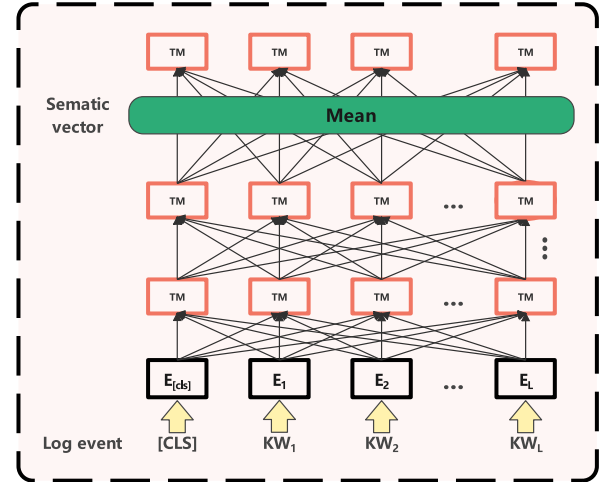 TM TM TM TM
Sematic
vector
Mean
TM TM TM ... TM
TM TM TM ... TM
E[cls] E1 E2 ... EL
Log event [CLS] KW1 KW2 KWL